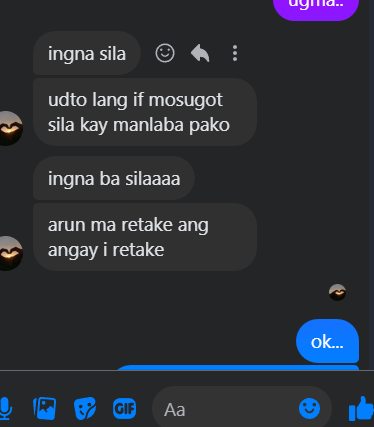 ugma..
ingna sila
udto lang if mosugot
sila kay manlaba pako
ingna ba silaaaa
arun ma retake ang
angay i retake
ok...
GIF
Aa